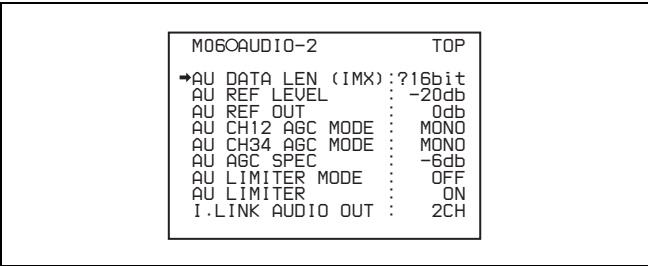 M06○AUDIO-2 TOP
➡AU DATA LEN (IMX):?16bit
AU REF LEVEL : -20db
AU REF OUT : 0db
AU CH12 AGC MODE : MONO
AU CH34 AGC MODE : MONO
AU AGC SPEC : -6db
AU LIMITER MODE : OFF
AU LIMITER : ON
I.LINK AUDIO OUT : 2CH